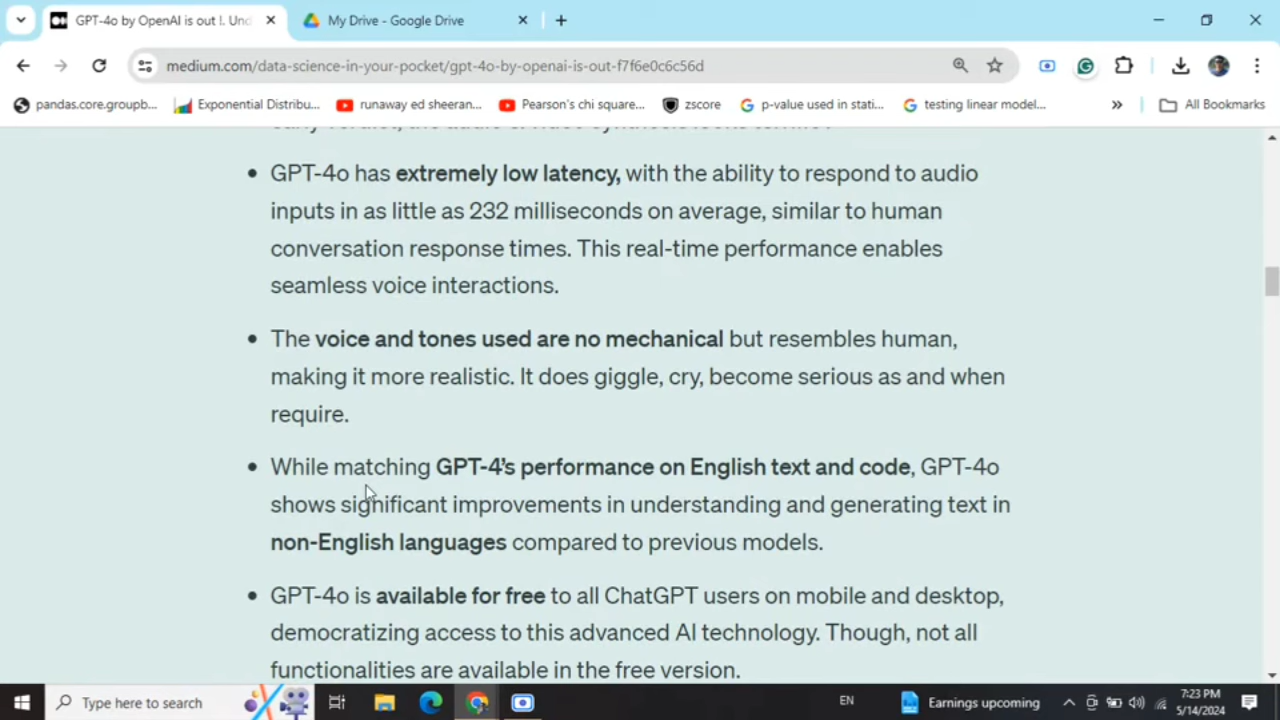 GPT-4o by OpenAI is out !. Und
My Drive - Google Drive
medium.com/data-science-in-your-pocket/gpt-4o-by-openai-is-out-f7f6e0c6c56d
pandas.core.groupb...
Exponential Distribu...
runaway ed sheeran...
Pearson's chi square...
zscore
p-value used in stati...
testing linear model...
»
All Bookmarks
GPT-4o has extremely low latency, with the ability to respond to audio
inputs in as little as 232 milliseconds on average, similar to human
conversation response times. This real-time performance enables
seamless voice interactions.
The voice and tones used are no mechanical but resembles human,
making it more realistic. It does giggle, cry, become serious as and when
require.
While matching GPT-4’s performance on English text and code, GPT-4o
shows significant improvements in understanding and generating text in
non-English languages compared to previous models.
GPT-4o is available for free to all ChatGPT users on mobile and desktop,
democratizing access to this advanced AI technology. Though, not all
functionalities are available in the free version.
Type here to search
EN
Earnings upcoming
7:23 PM
5/14/2024